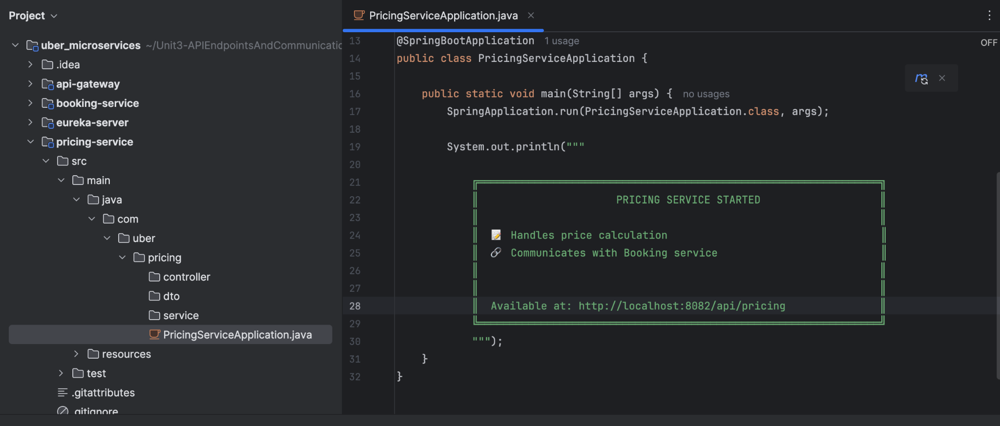 Project
uber_microservices ~/Unit3-APIEndpointsAndCommunicatio
.idea
api-gateway
booking-service
eureka-server
pricing-service
src
main
java
com
uber
pricing
controller
dto
service
PricingServiceApplication.java
resources
test
.gitattributes
.gitignore
PricingServiceApplication.java
OFF
13 @SpringBootApplication 1 usage
14 public class PricingServiceApplication {
15
16 public static void main(String[] args) { no usages
17 SpringApplication.run(PricingServiceApplication.class, args);
18
19 System.out.println("""
20
21
22 PRICING SERVICE STARTED
23
24 📝 Handles price calculation
25 🔗 Communicates with Booking service
26
27
28 Available at: http://localhost:8082/api/pricing
29
30 """);
31 }
32 }